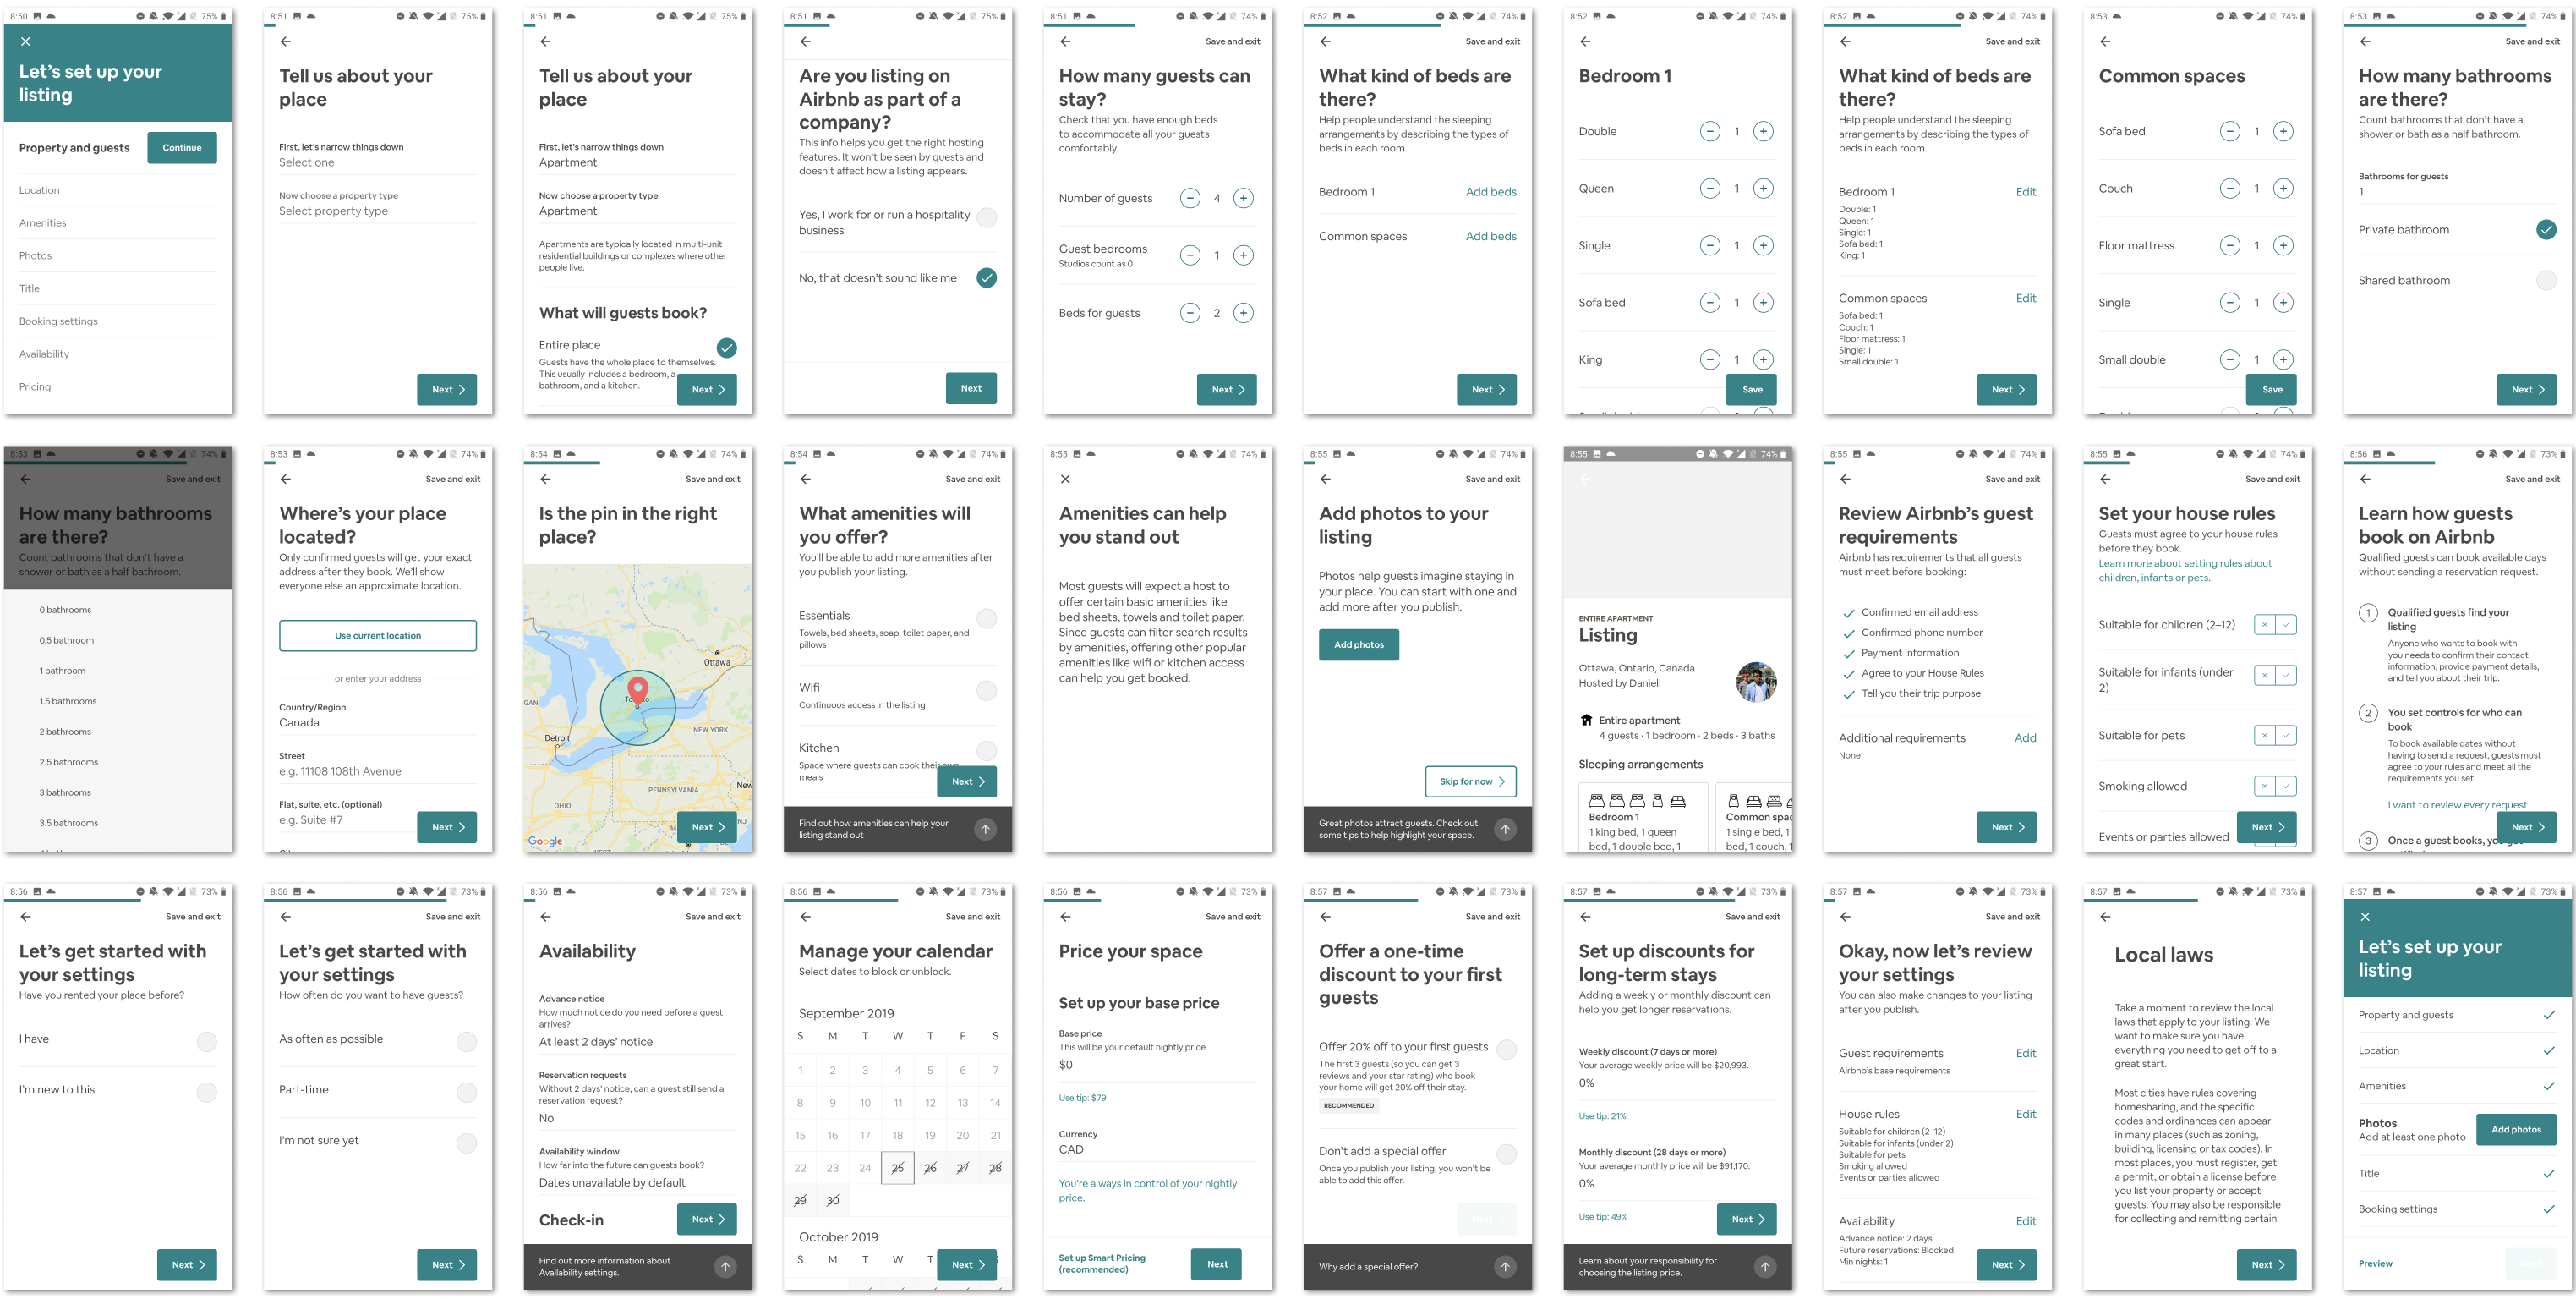 8:50 75%
Let's set up your
listing
Property and guests Continue
Location
Amenities
Photos
Title
Booking settings
Availability
Pricing
8:51 75%
Tell us about your
place
First, let's narrow things down
Select one
Now choose a property type
Select property type
Next
8:51 75%
Tell us about your
place
First, let's narrow things down
Apartment
Now choose a property type
Apartment
Apartments are typically located in multi-unit
residential buildings or complexes where other
people live.
What will guests book?
Entire place
Guests have the whole place to themselves.
This usually includes a bedroom, a
bathroom, and a kitchen.
Next
8:51 75%
Are you listing on
Airbnb as part of a
company?
This info helps you get the right hosting
features. It won't be seen by guests and
doesn't affect how a listing appears.
Yes, I work for or run a hospitality
business
No, that doesn't sound like me
Next
8:51 74%
Save and exit
How many guests can
stay?
Check that you have enough beds
to accommodate all your guests
comfortably.
Number of guests 4
Guest bedrooms 1
Studios count as 0
Beds for guests 2
Next
8:52 74%
Save and exit
What kind of beds are
there?
Help people understand the sleeping
arrangements by describing the types of
beds in each room.
Bedroom 1 Add beds
Common spaces Add beds
Next
8:52 74%
Bedroom 1
Double 1
Queen 1
Single 1
Sofa bed 1
King 1
Save
8:52 74%
Save and exit
What kind of beds are
there?
Help people understand the sleeping
arrangements by describing the types of
beds in each room.
Bedroom 1 Edit
Double: 1
Queen: 1
Single: 1
Sofa bed: 1
King: 1
Common spaces Edit
Sofa bed: 1
Couch: 1
Floor mattress: 1
Single: 1
Small double: 1
Next
8:53 74%
Common spaces
Sofa bed 1
Couch 1
Floor mattress 1
Single 1
Small double 1
Save
8:53 74%
Save and exit
How many bathrooms
are there?
Count bathrooms that don't have a
shower or bath as a half bathroom.
Bathrooms for guests
1
Private bathroom
Shared bathroom
Next
8:53 74%
Save and exit
How many bathrooms
are there?
Count bathrooms that don't have a
shower or bath as a half bathroom.
0 bathrooms
0.5 bathroom
1 bathroom
1.5 bathrooms
2 bathrooms
2.5 bathrooms
3 bathrooms
3.5 bathrooms
8:53 74%
Save and exit
Where's your place
located?
Only confirmed guests will get your exact
address after they book. We'll show
everyone else an approximate location.
Use current location
or enter your address
Country/Region
Canada
Street
e.g. 11108 108th Avenue
Flat, suite, etc. (optional)
e.g. Suite #7
Next
8:54 74%
Is the pin in the right
place?
Ottawa
GAN
NEW YORK
Detroit
PENNSYLVANIA
New
OHIO
NJ
Google
Next
8:54 74%
Save and exit
What amenities will
you offer?
You'll be able to add more amenities after
you publish your listing.
Essentials
Towels, bed sheets, soap, toilet paper, and
pillows
Wifi
Continuous access in the listing
Kitchen
Space where guests can cook their own
meals
Next
Find out how amenities can help your
listing stand out
8:55 74%
Amenities can help
you stand out
Most guests will expect a host to
offer certain basic amenities like
bed sheets, towels and toilet paper.
Since guests can filter search results
by amenities, offering other popular
amenities like wifi or kitchen access
can help you get booked.
8:55 74%
Save and exit
Add photos to your
listing
Photos help guests imagine staying in
your place. You can start with one and
add more after you publish.
Add photos
Skip for now
Great photos attract guests. Check out
some tips to help highlight your space.
8:55 74%
ENTIRE APARTMENT
Listing
Ottawa, Ontario, Canada
Hosted by Daniell
Entire apartment
4 guests · 1 bedroom · 2 beds · 3 baths
Sleeping arrangements
Bedroom 1
1 king bed, 1 queen
bed, 1 double bed, 1
Common spac
1 single bed, 1
bed, 1 couch, 1
8:55 74%
Save and exit
Review Airbnb's guest
requirements
Airbnb has requirements that all guests
must meet before booking:
Confirmed email address
Confirmed phone number
Payment information
Agree to your House Rules
Tell you their trip purpose
Additional requirements Add
None
Next
8:55 74%
Save and exit
Set your house rules
Guests must agree to your house rules
before they book.
Learn more about setting rules about
children, infants or pets.
Suitable for children (2–12)
Suitable for infants (under
2)
Suitable for pets
Smoking allowed
Events or parties allowed
Next
8:56 73%
Save and exit
Learn how guests
book on Airbnb
Qualified guests can book available days
without sending a reservation request.
1 Qualified guests find your
listing
Anyone who wants to book with
you needs to confirm their contact
information, provide payment details,
and tell you about their trip.
2 You set controls for who can
book
To book available dates without
having to send a request, guests must
agree to your rules and meet all the
requirements you set.
I want to review every request
3 Once a guest books, you get
Next
8:56 73%
Save and exit
Let's get started with
your settings
Have you rented your place before?
I have
I'm new to this
Next
8:56 73%
Save and exit
Let's get started with
your settings
How often do you want to have guests?
As often as possible
Part-time
I'm not sure yet
Next
8:56 73%
Save and exit
Availability
Advance notice
How much notice do you need before a guest
arrives?
At least 2 days' notice
Reservation requests
Without 2 days' notice, can a guest still send a
reservation request?
No
Availability window
How far into the future can guests book?
Dates unavailable by default
Check-in
Next
Find out more information about
Availability settings.
8:56 73%
Save and exit
Manage your calendar
Select dates to block or unblock.
September 2019
S M T W T F S
1 2 3 4 5 6 7
8 9 10 11 12 13 14
15 16 17 18 19 20 21
22 23 24 25 26 27 28
29 30
October 2019
S M T W T S
Next
8:56 73%
Save and exit
Price your space
Set up your base price
Base price
This will be your default nightly price
$0
Use tip: $79
Currency
CAD
You're always in control of your nightly
price.
Set up Smart Pricing
(recommended)
Next
8:57 73%
Save and exit
Offer a one-time
discount to your first
guests
Offer 20% off to your first guests
The first 3 guests (so you can get 3
reviews and your star rating) who book
your home will get 20% off their stay.
RECOMMENDED
Don't add a special offer
Once you publish your listing, you won't be
able to add this offer.
Next
Why add a special offer?
8:57 73%
Save and exit
Set up discounts for
long-term stays
Adding a weekly or monthly discount can
help you get longer reservations.
Weekly discount (7 days or more)
Your average weekly price will be $20,993.
0%
Use tip: 21%
Monthly discount (28 days or more)
Your average monthly price will be $91,170.
0%
Use tip: 49%
Next
Learn about your responsibility for
choosing the listing price.
8:57 73%
Save and exit
Okay, now let's review
your settings
You can also make changes to your listing
after you publish.
Guest requirements Edit
Airbnb's base requirements
House rules Edit
Suitable for children (2–12)
Suitable for infants (under 2)
Suitable for pets
Smoking allowed
Events or parties allowed
Availability Edit
Advance notice: 2 days
Future reservations: Blocked
Min nights: 1
Next
8:57 73%
Local laws
Take a moment to review the local
laws that apply to your listing. We
want to make sure you have
everything you need to get off to a
great start.
Most cities have rules covering
homesharing, and the specific
codes and ordinances can appear
in many places (such as zoning,
building, licensing or tax codes). In
most places, you must register, get
a permit, or obtain a license before
you list your property or accept
guests. You may also be responsible
for collecting and remitting certain
Next
8:57 73%
Let's set up your
listing
Property and guests
Location
Amenities
Photos
Add at least one photo
Add photos
Title
Booking settings
Preview